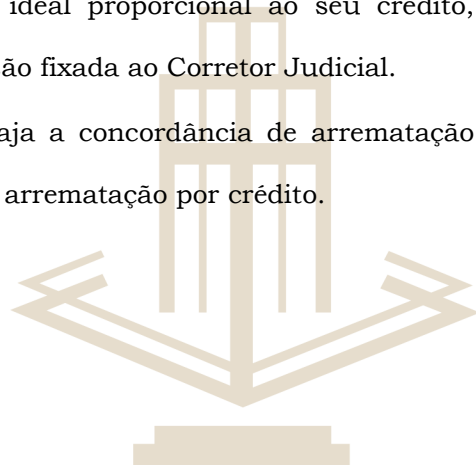 ideal proporcional ao seu crédito,
ão fixada ao Corretor Judicial.
aja a concordância de arrematação
arrematação por crédito.